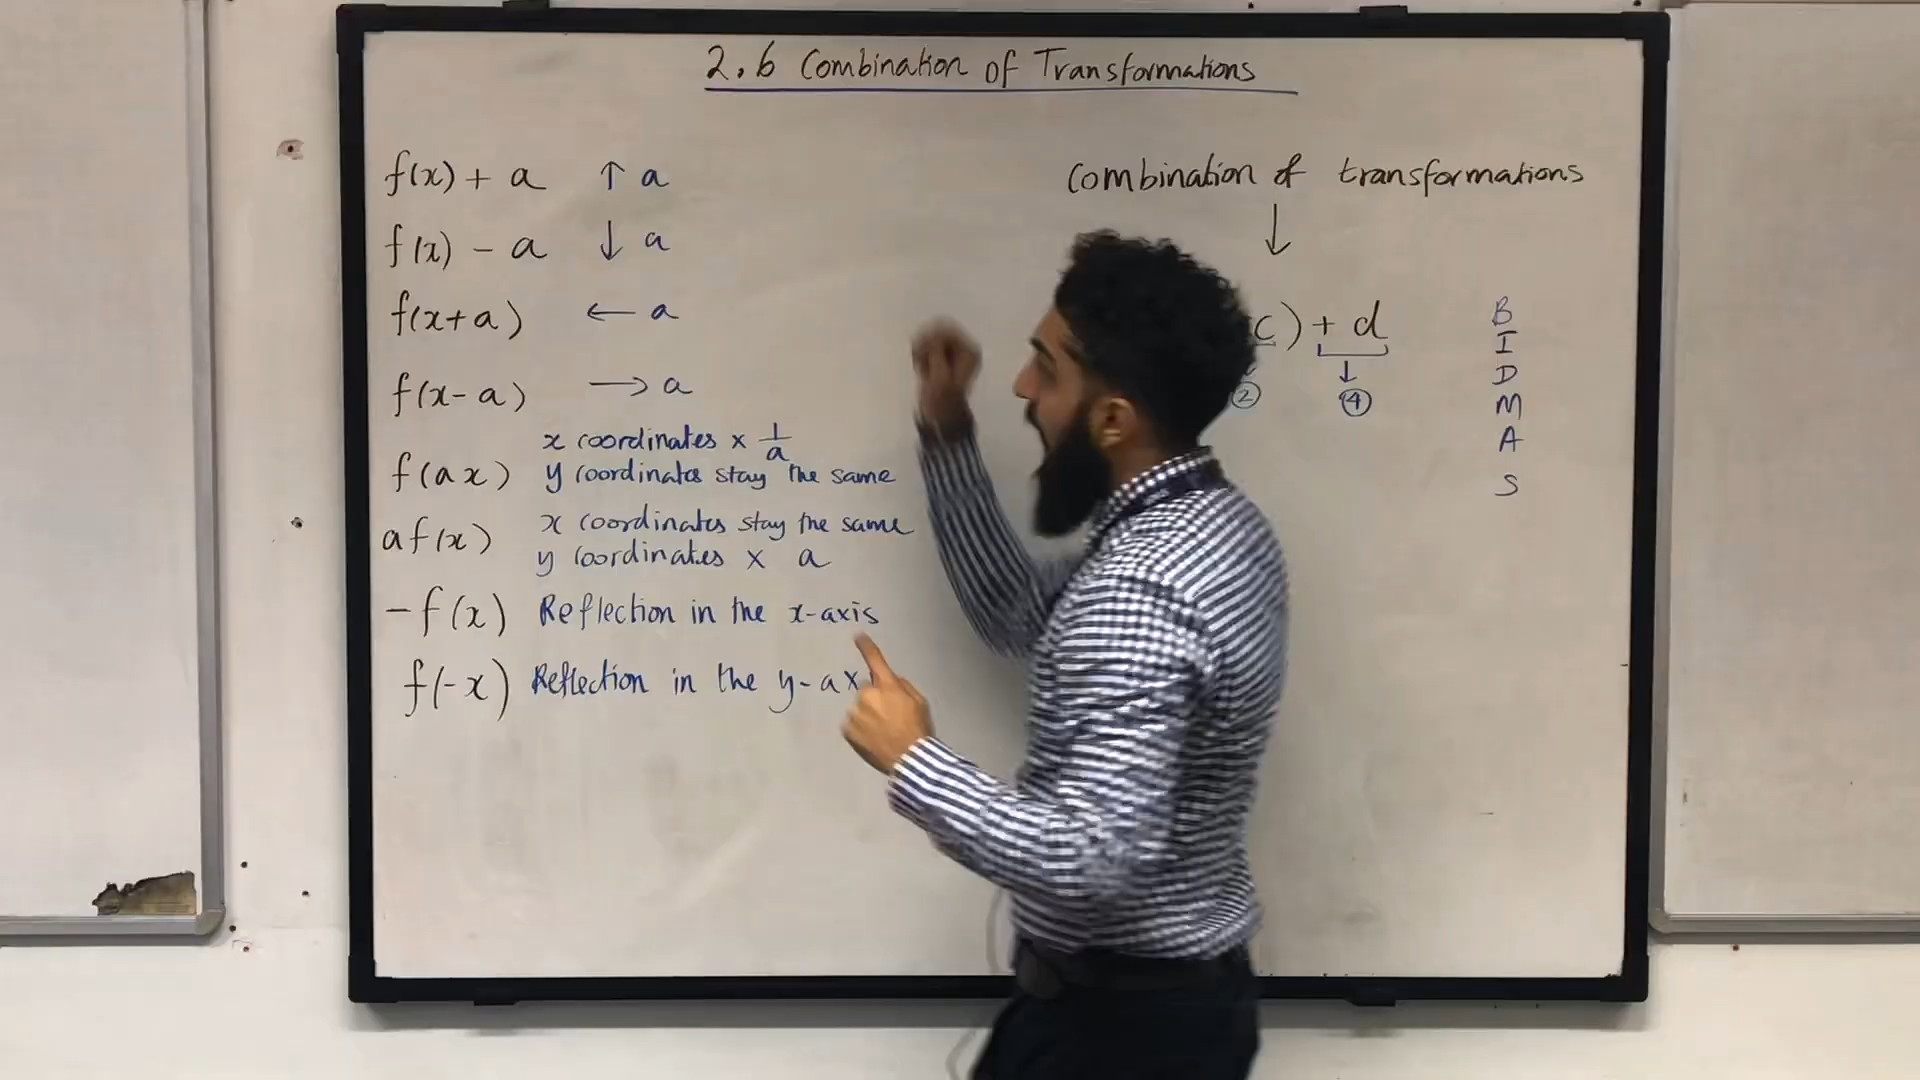 2.6 Combination of Transformations
f(x) + a ↑ a
f(x) - a ↓ a
f(x+a) ← a
f(x-a) → a
f(ax) x coordinates x 1/a
y coordinates stay the same
af(x) x coordinates stay the same
y coordinates x a
-f(x) Reflection in the x-axis
f(-x) Reflection in the y-ax
combination of transformations
↓
c) + d
↓
2 4
B
I
D
M
A
S